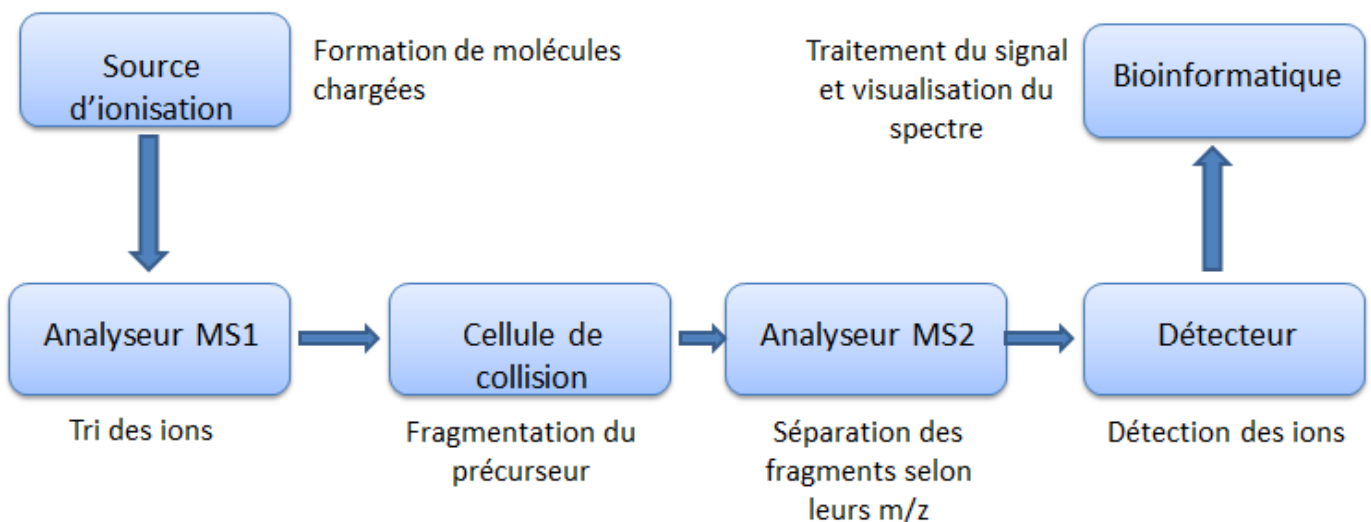 Source
d’ionisation
Formation de molécules
chargées
Traitement du signal
et visualisation du
spectre
Bioinformatique
Analyseur MS1
Cellule de
collision
Analyseur MS2
Détecteur
Tri des ions
Fragmentation du
précurseur
Séparation des
fragments selon
leurs m/z
Détection des ions